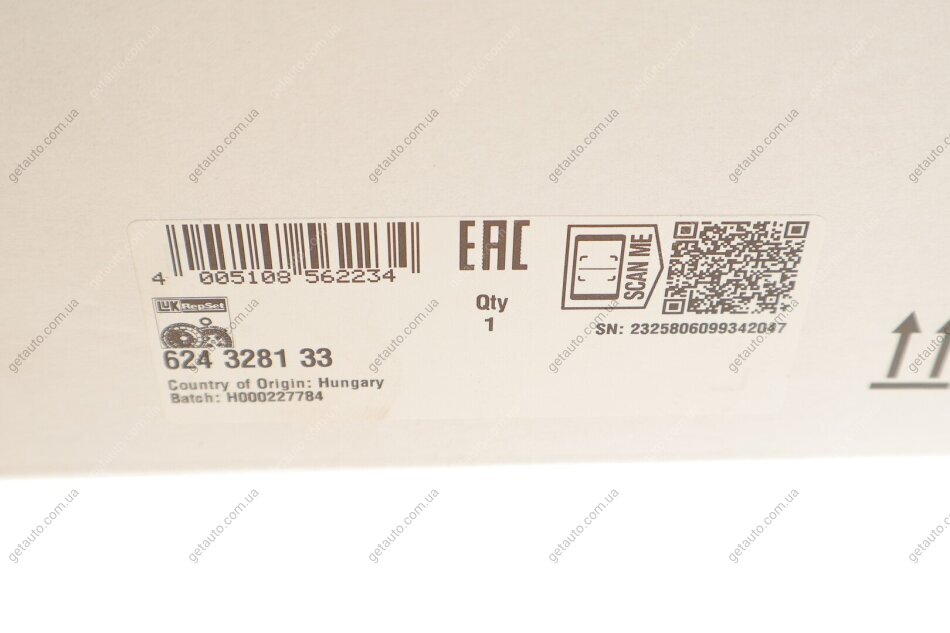 4 005108 562234
EAC
SCAN ME
Qty
1
SN: 2325806099342047
LuK RepSet
624 3281 33
Country of Origin: Hungary
Batch: H000227784
getauto.com.ua